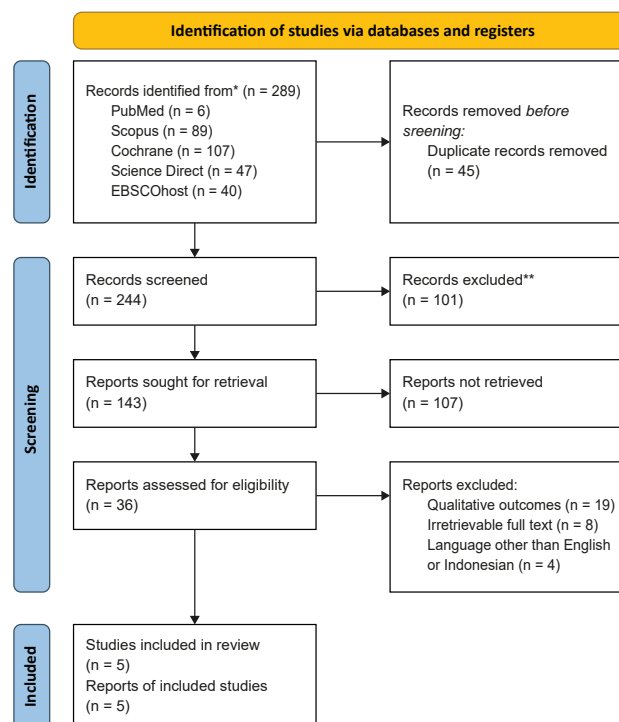 Identification of studies via databases and registers
Identification
Records identified from* (n = 289)
PubMed (n = 6)
Scopus (n = 89)
Cochrane (n = 107)
Science Direct (n = 47)
EBSCOhost (n = 40)
Records removed before
sreening:
Duplicate records removed
(n = 45)
Screening
Records screened
(n = 244)
Records excluded**
(n = 101)
Reports sought for retrieval
(n = 143)
Reports not retrieved
(n = 107)
Reports assessed for eligibility
(n = 36)
Reports excluded:
Qualitative outcomes (n = 19)
Irretrievable full text (n = 8)
Language other than English
or Indonesian (n = 4)
Included
Studies included in review
(n = 5)
Reports of included studies
(n = 5)